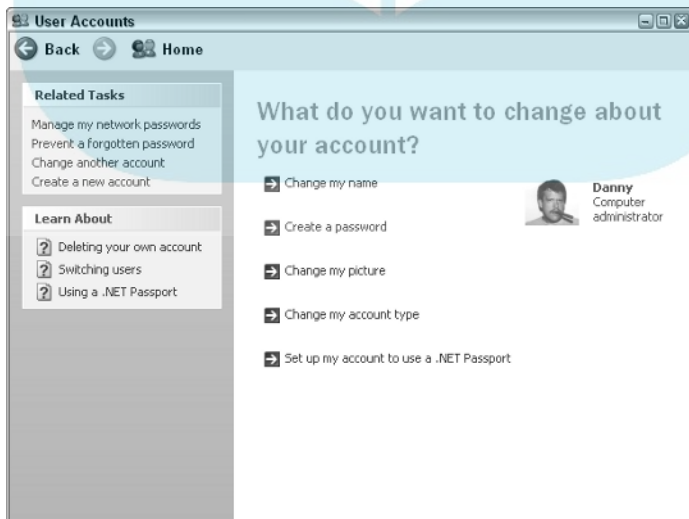 User Accounts
Back Home
Related Tasks
Manage my network passwords
Prevent a forgotten password
Change another account
Create a new account
Learn About
Deleting your own account
Switching users
Using a .NET Passport
What do you want to change about
your account?
Change my name
Create a password
Change my picture
Change my account type
Set up my account to use a .NET Passport
Danny
Computer
administrator